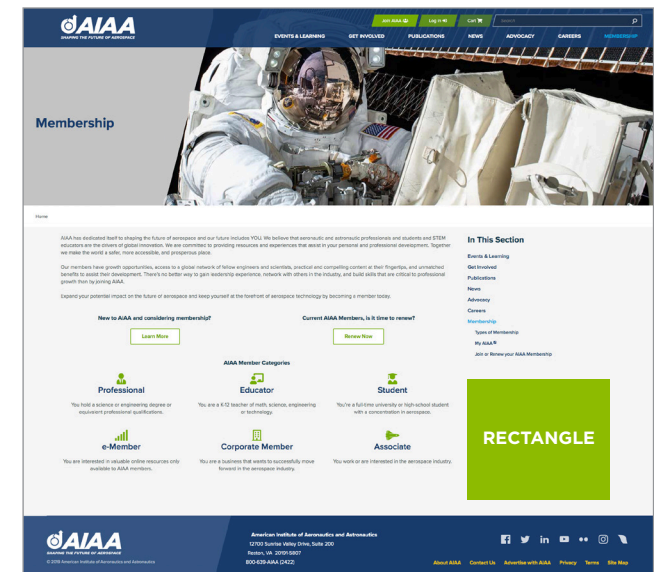 AIAA
SHAPING THE FUTURE OF AEROSPACE
Join AIAA
Log in
Cart
Search
EVENTS & LEARNING
GET INVOLVED
PUBLICATIONS
NEWS
ADVOCACY
CAREERS
MEMBERSHIP
Membership
Home
AIAA has dedicated itself to shaping the future of aerospace and our future includes YOU. We believe that aeronautic and astronautic professionals and students and STEM
educators are the drivers of global innovation. We are committed to providing resources and experiences that assist in your personal and professional development. Together
we make the world a safer, more accessible, and prosperous place.
Our members have growth opportunities, access to a global network of fellow engineers and scientists, practical and compelling content at their fingertips, and unmatched
benefits to assist their development. There's no better way to gain leadership experience, network with others in the industry, and build skills that are critical to professional
growth than by joining AIAA.
Expand your potential impact on the future of aerospace and keep yourself at the forefront of aerospace technology by becoming a member today.
New to AIAA and considering membership?
Learn More
Current AIAA Members, is it time to renew?
Renew Now
AIAA Member Categories
Professional
You hold a science or engineering degree or
equivalent professional qualifications.
Educator
You are a K-12 teacher of math, science, engineering
or technology.
Student
You're a full-time university or high-school student
with a concentration in aerospace.
e-Member
You are interested in valuable online resources only
available to AIAA members.
Corporate Member
You are a business that wants to successfully move
forward in the aerospace industry.
Associate
You work or are interested in the aerospace industry.
In This Section
Events & Learning
Get Involved
Publications
News
Advocacy
Careers
Membership
Types of Membership
My AIAA
Join or Renew your AIAA Membership
RECTANGLE
AIAA
SHAPING THE FUTURE OF AEROSPACE
© 2019 American Institute of Aeronautics and Astronautics
American Institute of Aeronautics and Astronautics
12700 Sunrise Valley Drive, Suite 200
Reston, VA 20191-5807
800-639-AIAA (2422)
About AIAA
Contact Us
Advertise with AIAA
Privacy
Terms
Site Map